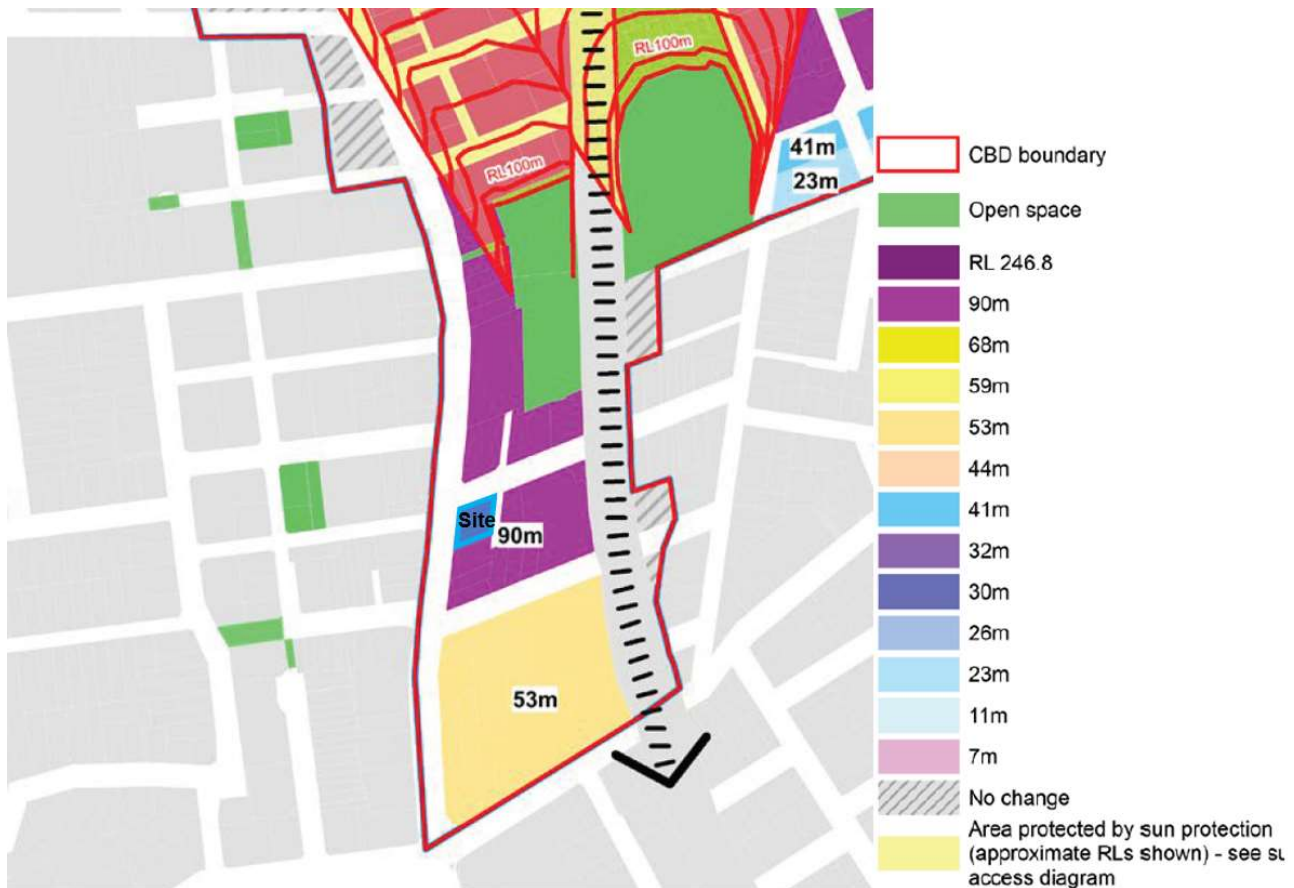 RL100m
RL100m
41m
23m
Site
90m
53m
CBD boundary
Open space
RL 246.8
90m
68m
59m
53m
44m
41m
32m
30m
26m
23m
11m
7m
No change
Area protected by sun protection
(approximate RLs shown) - see
access diagram